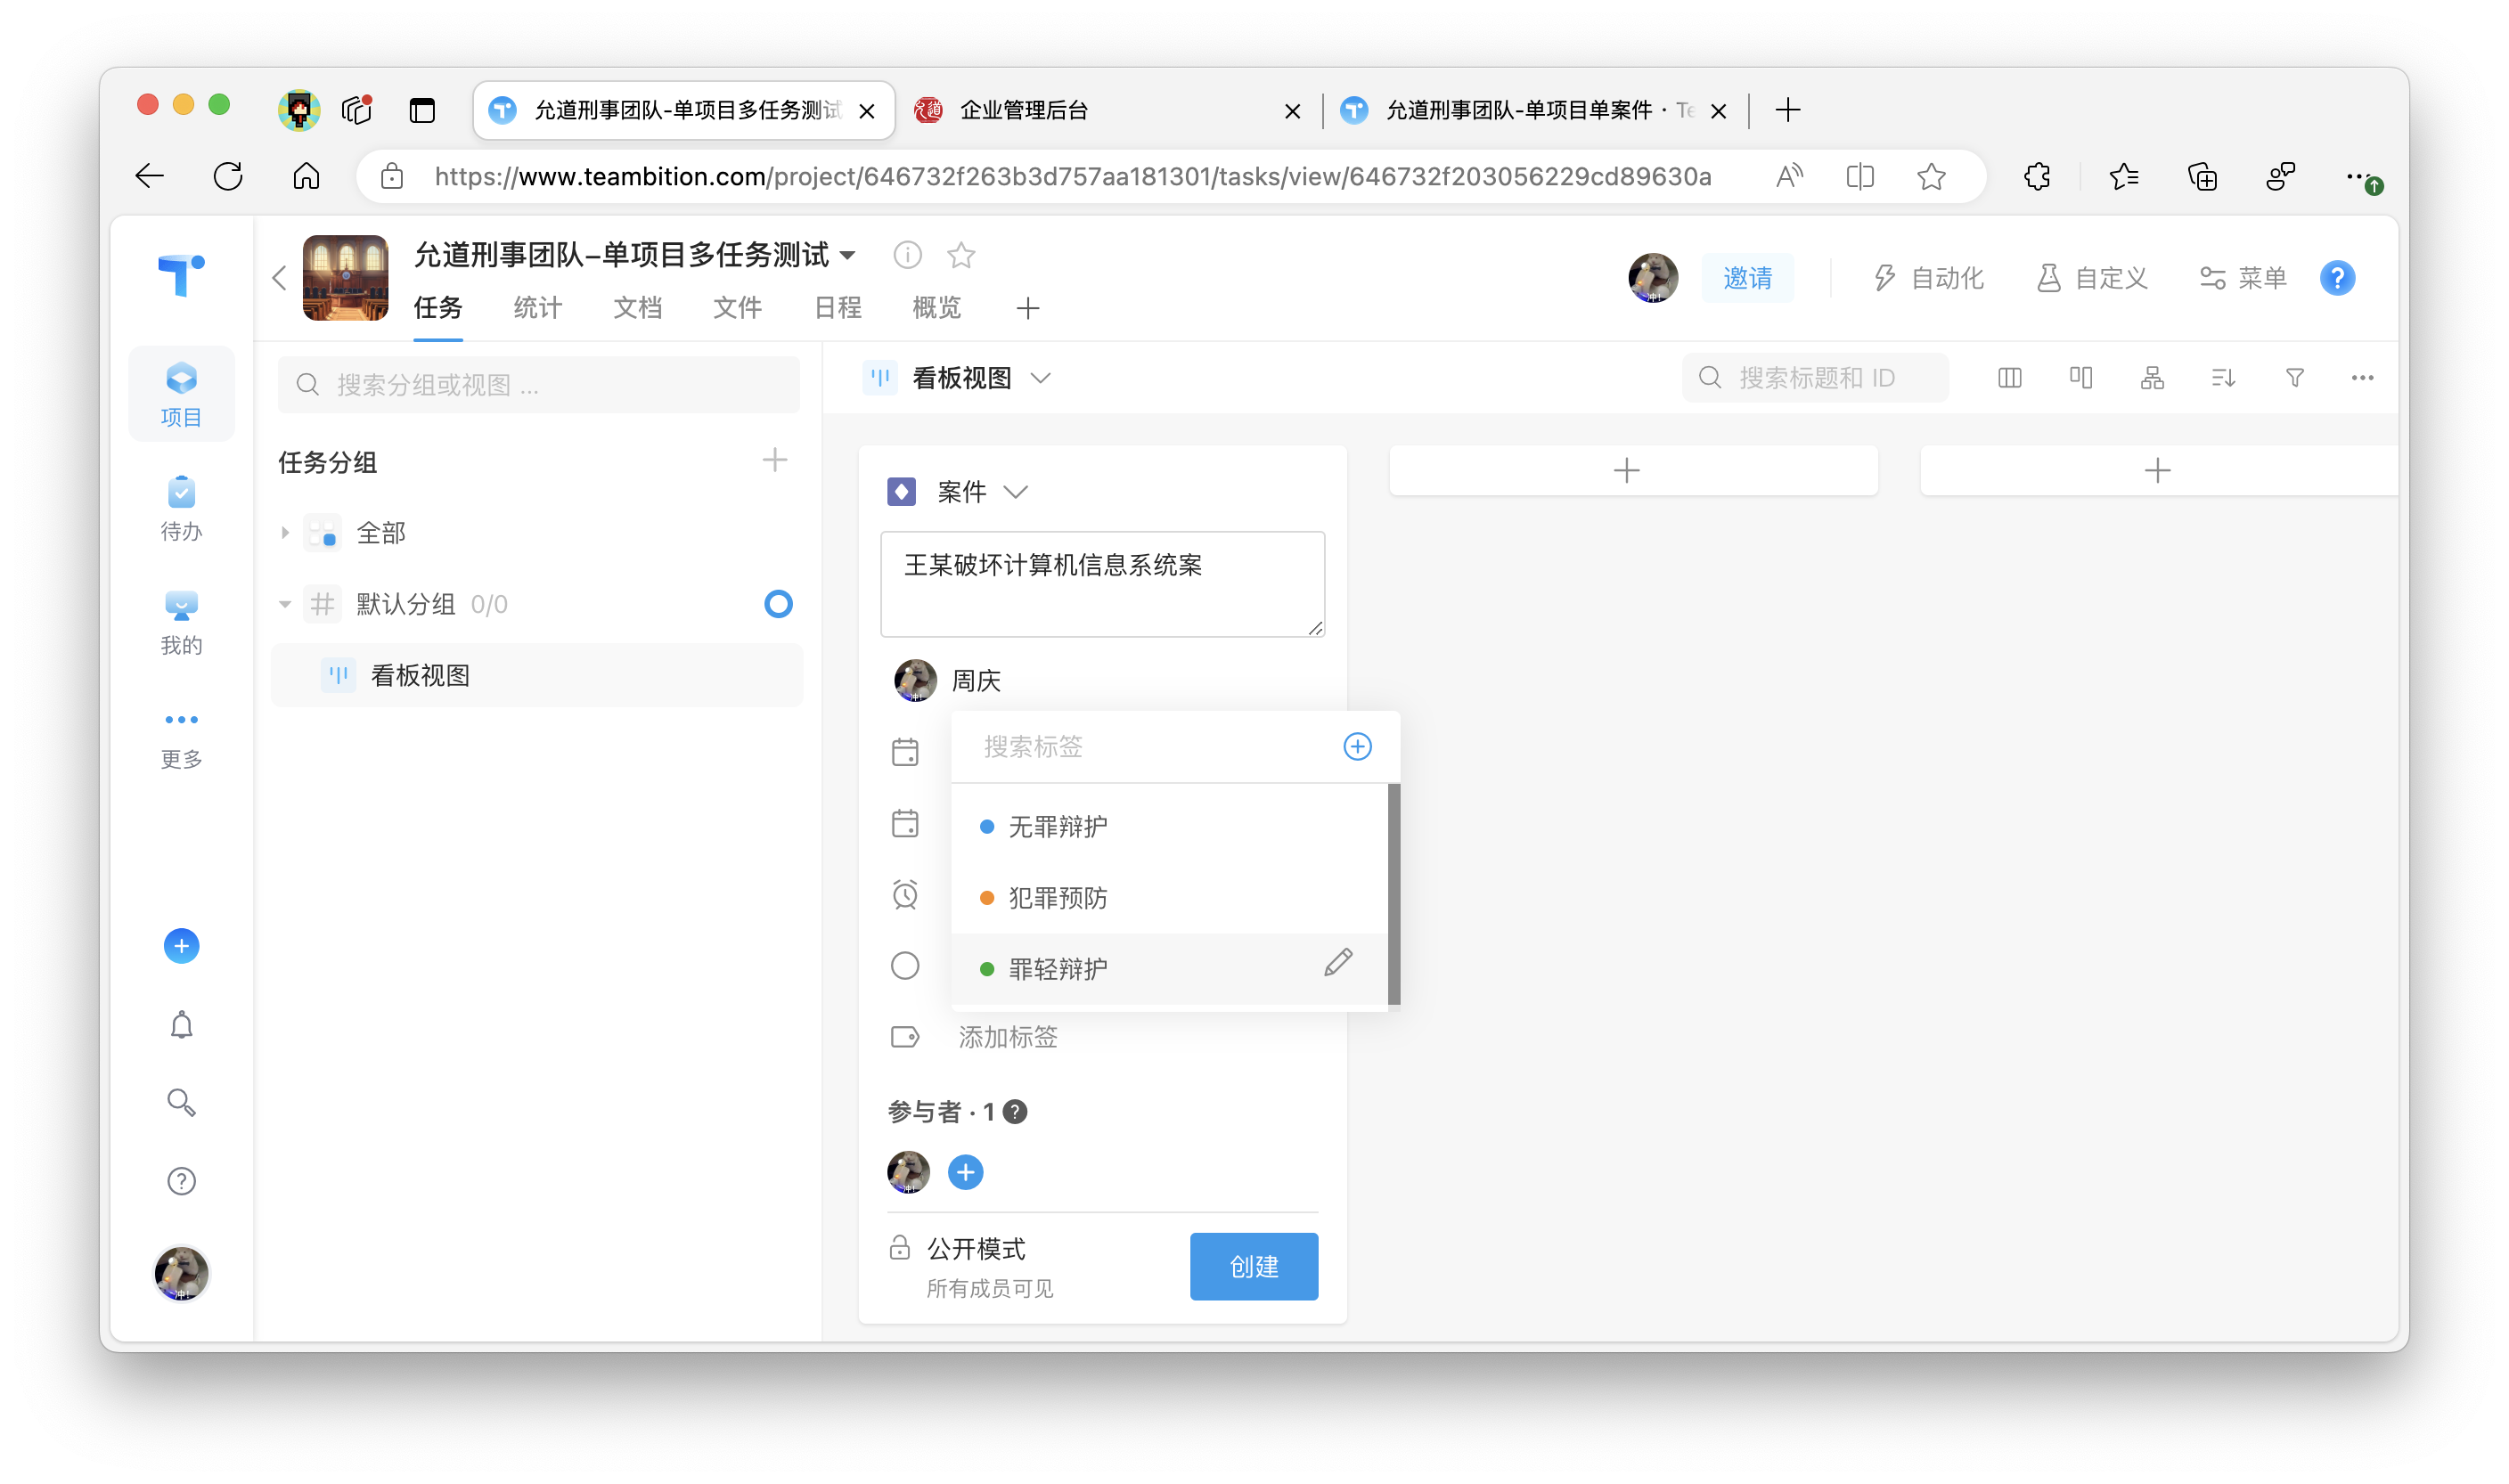 允道刑事团队-单项目多任务测试
企业管理后台
允道刑事团队-单项目单案件 · Te
https://www.teambition.com/project/646732f263b3d757aa181301/tasks/view/646732f203056229cd89630a
允道刑事团队-单项目多任务测试
任务 统计 文档 文件 日程 概览
邀请
自动化
自定义
菜单
项目
待办
我的
更多
搜索分组或视图 ...
任务分组
全部
默认分组 0/0
看板视图
看板视图
搜索标题和 ID
案件
王某破坏计算机信息系统案
周庆
搜索标签
无罪辩护
犯罪预防
罪轻辩护
添加标签
参与者 · 1
公开模式
所有成员可见
创建
冲!